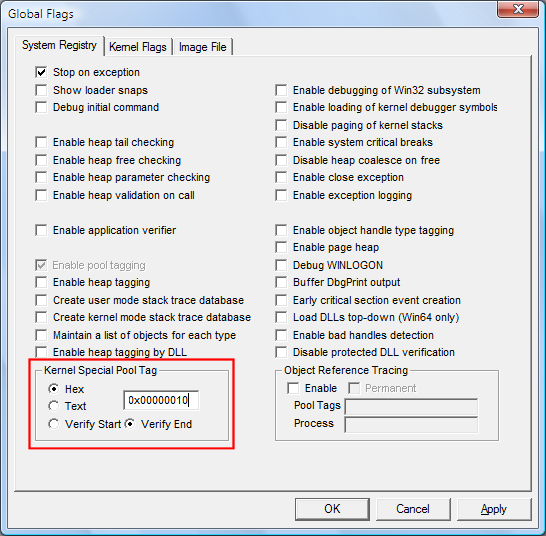 Global Flags
System Registry Kernel Flags Image File
Stop on exception
Show loader snaps
Debug initial command
Enable heap tail checking
Enable heap free checking
Enable heap parameter checking
Enable heap validation on call
Enable application verifier
Enable pool tagging
Enable heap tagging
Create user mode stack trace database
Create kernel mode stack trace database
Maintain a list of objects for each type
Enable heap tagging by DLL
Enable debugging of Win32 subsystem
Enable loading of kernel debugger symbols
Disable paging of kernel stacks
Enable system critical breaks
Disable heap coalesce on free
Enable close exception
Enable exception logging
Enable object handle type tagging
Enable page heap
Debug WINLOGON
Buffer DbgPrint output
Early critical section event creation
Load DLLs top-down (Win64 only)
Enable bad handles detection
Disable protected DLL verification
Kernel Special Pool Tag
Hex
Text
0x00000010
Verify Start Verify End
Object Reference Tracing
Enable Permanent
Pool Tags
Process
OK Cancel Apply